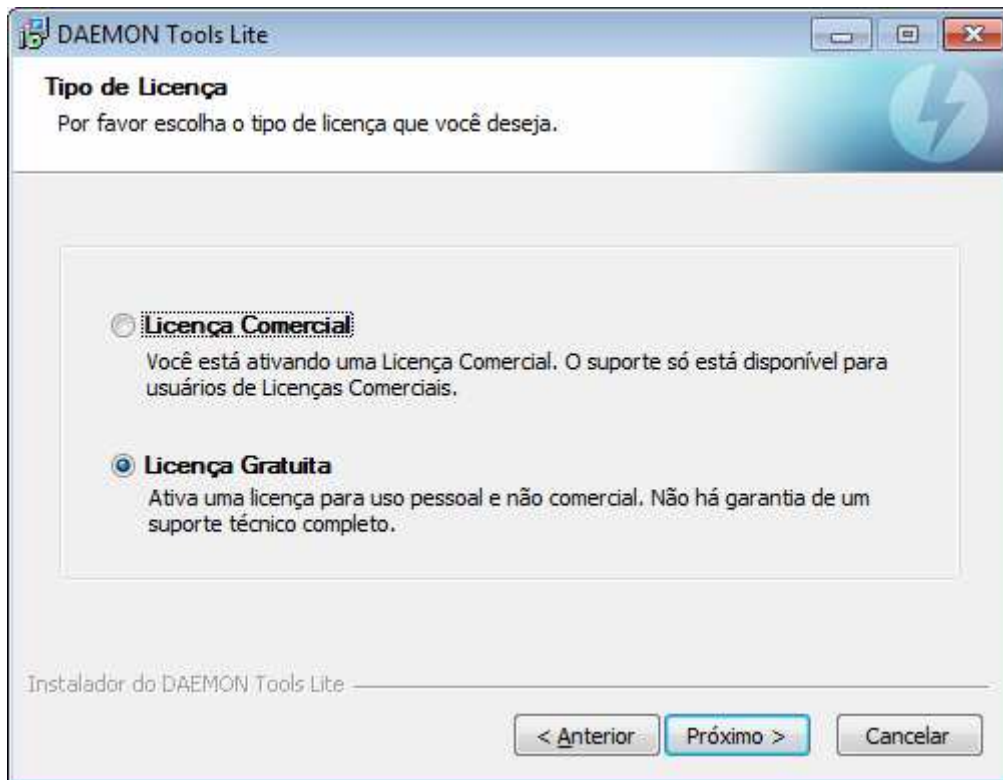 DAEMON Tools Lite
Tipo de Licença
Por favor escolha o tipo de licença que você deseja.
Licença Comercial
Você está ativando uma Licença Comercial. O suporte só está disponível para
usuários de Licenças Comerciais.
Licença Gratuita
Ativa uma licença para uso pessoal e não comercial. Não há garantia de um
suporte técnico completo.
Instalador do DAEMON Tools Lite
< Anterior
Próximo >
Cancelar